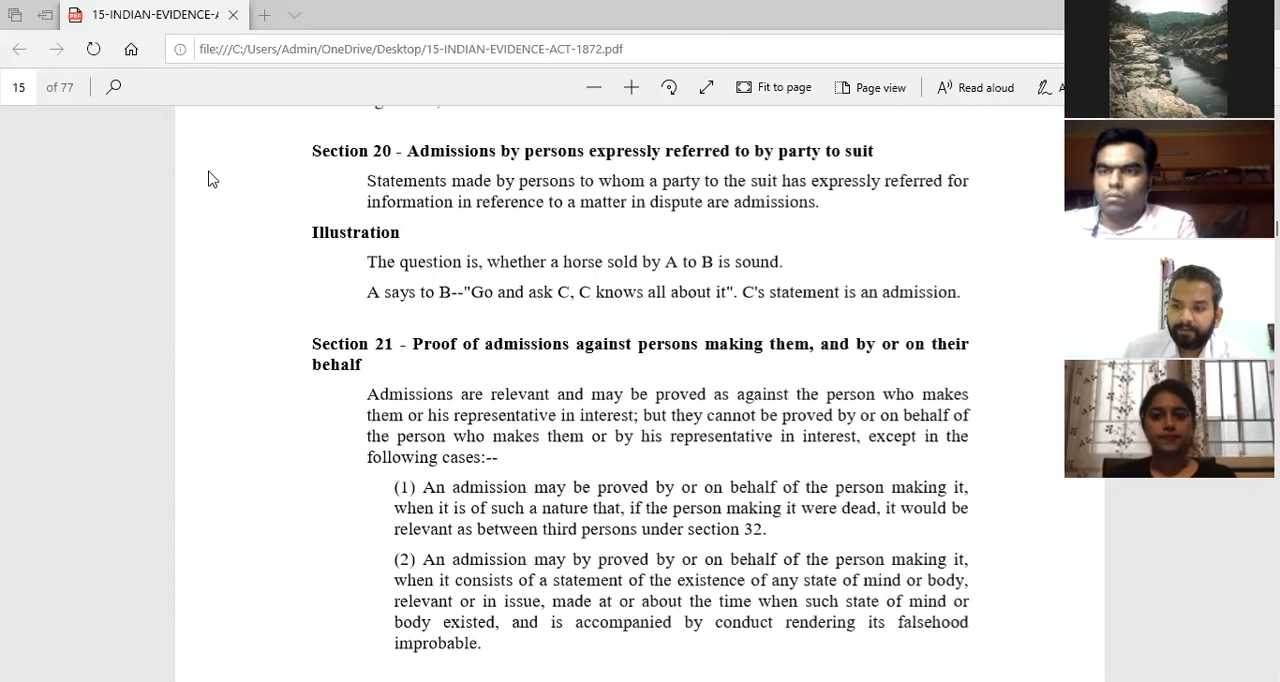 15-INDIAN-EVIDENCE-A
file:///C:/Users/Admin/OneDrive/Desktop/15-INDIAN-EVIDENCE-ACT-1872.pdf
15 of 77
Fit to page
Page view
Read aloud
Section 20 - Admissions by persons expressly referred to by party to suit
Statements made by persons to whom a party to the suit has expressly referred for
information in reference to a matter in dispute are admissions.
Illustration
The question is, whether a horse sold by A to B is sound.
A says to B--"Go and ask C, C knows all about it". C's statement is an admission.
Section 21 - Proof of admissions against persons making them, and by or on their
behalf
Admissions are relevant and may be proved as against the person who makes
them or his representative in interest; but they cannot be proved by or on behalf of
the person who makes them or by his representative in interest, except in the
following cases:--
(1) An admission may be proved by or on behalf of the person making it,
when it is of such a nature that, if the person making it were dead, it would be
relevant as between third persons under section 32.
(2) An admission may by proved by or on behalf of the person making it,
when it consists of a statement of the existence of any state of mind or body,
relevant or in issue, made at or about the time when such state of mind or
body existed, and is accompanied by conduct rendering its falsehood
improbable.